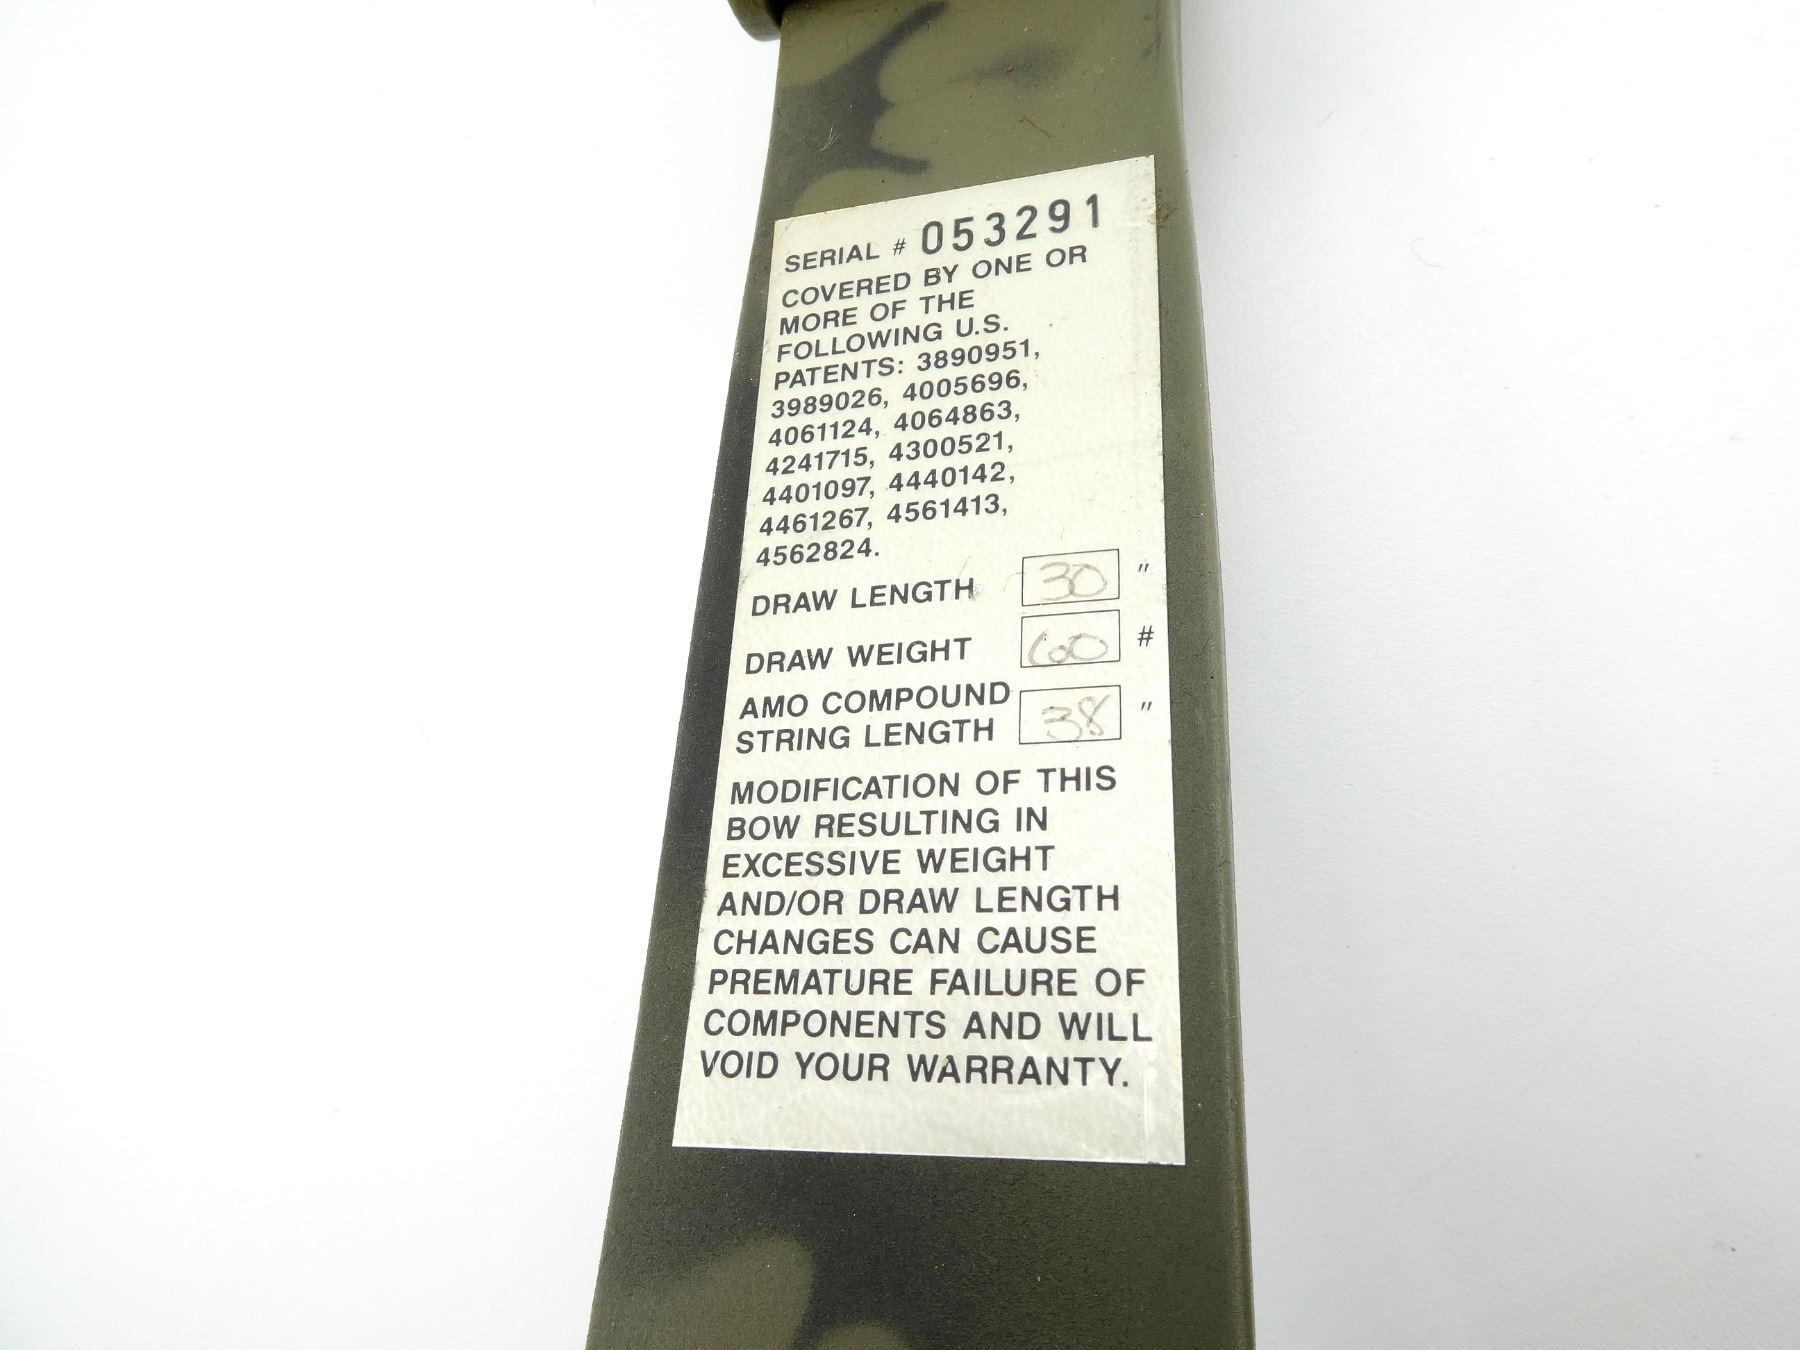 SERIAL # 053291
COVERED BY ONE OR
MORE OF THE
FOLLOWING U.S.
PATENTS: 3890951,
3989026, 4005696,
4061124, 4064863,
4241715, 4300521,
4401097, 4440142,
4461267, 4561413,
4562824.
DRAW LENGTH 30 "
DRAW WEIGHT 60 #
AMO COMPOUND
STRING LENGTH 38 "
MODIFICATION OF THIS
BOW RESULTING IN
EXCESSIVE WEIGHT
AND/OR DRAW LENGTH
CHANGES CAN CAUSE
PREMATURE FAILURE OF
COMPONENTS AND WILL
VOID YOUR WARRANTY.